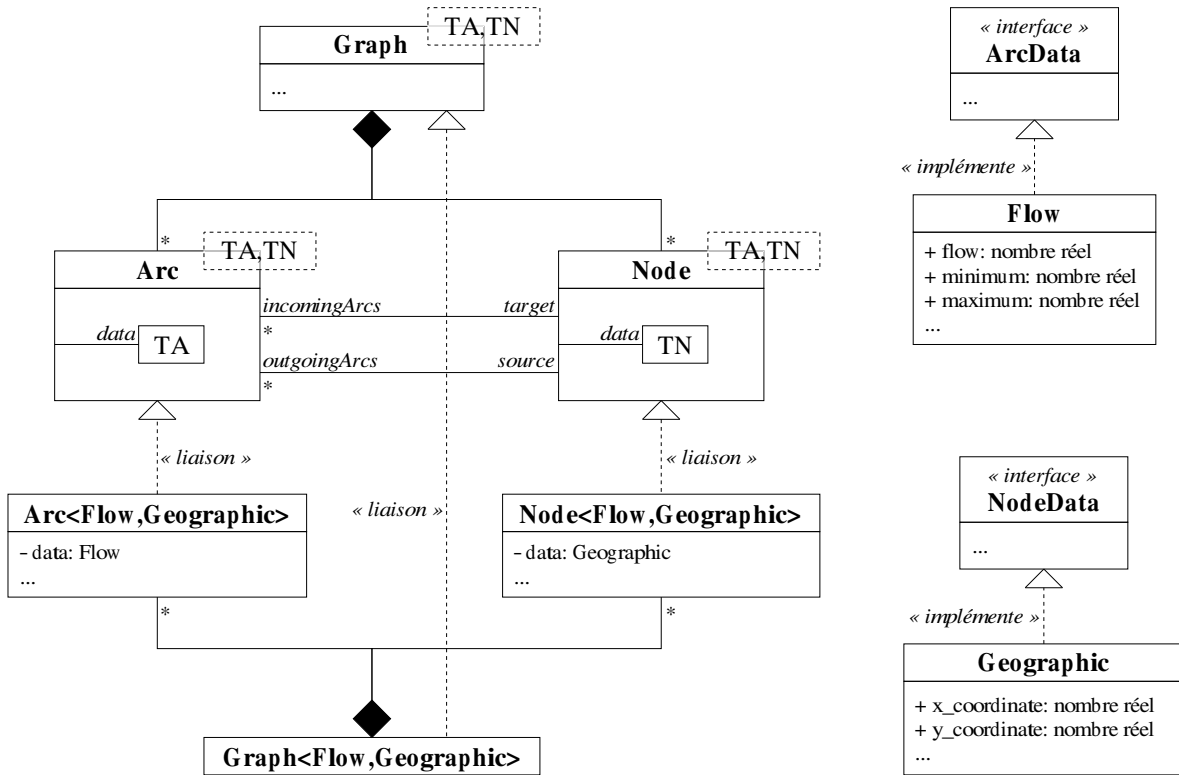 TA,TN
Graph
...
« interface »
ArcData
...
« implémente »
Flow
+ flow: nombre réel
+ minimum: nombre réel
+ maximum: nombre réel
...
*
*
TA,TN
Arc
data
TA
TA,TN
Node
data
TN
incomingArcs
target
*
outgoingArcs
source
*
« liaison »
« liaison »
« liaison »
Arc<Flow,Geographic>
- data: Flow
...
Node<Flow,Geographic>
- data: Geographic
...
*
*
Graph<Flow,Geographic>
« interface »
NodeData
...
« implémente »
Geographic
+ x_coordinate: nombre réel
+ y_coordinate: nombre réel
...